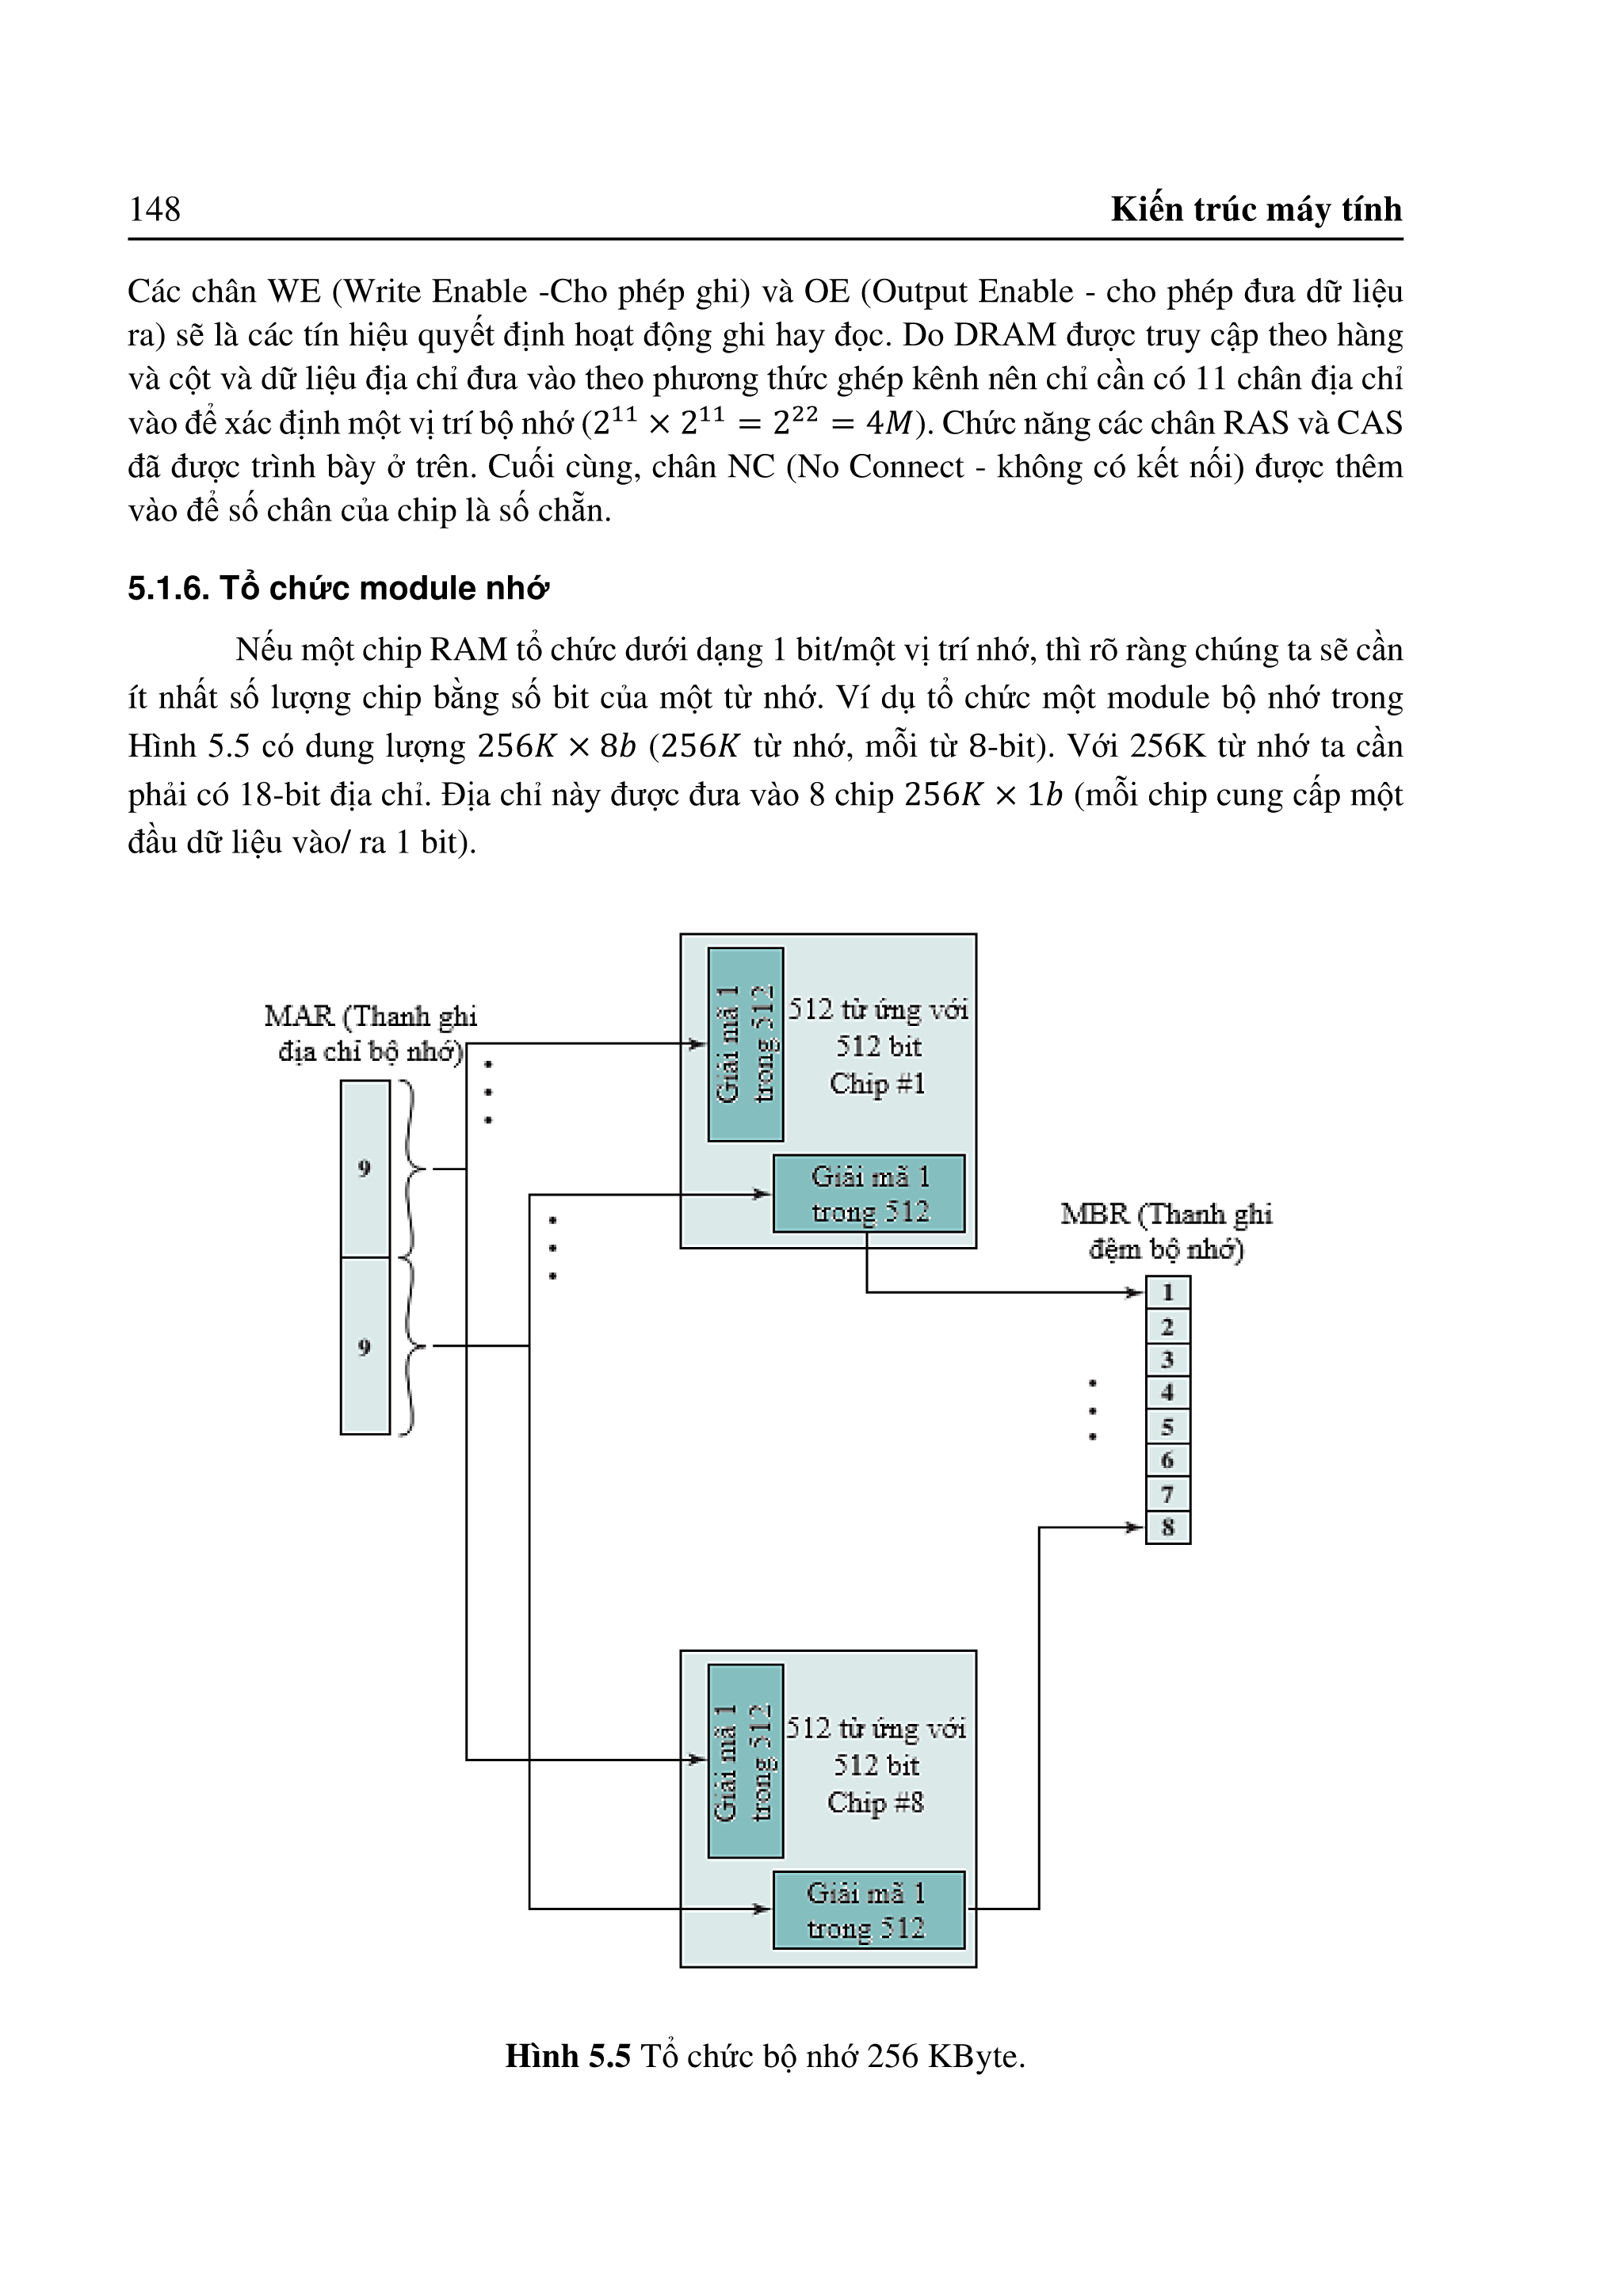 148 Kiến trúc máy tính
Các chân WE (Write Enable -Cho phép ghi) và OE (Output Enable - cho phép đưa dữ liệu
ra) sẽ là các tín hiệu quyết định hoạt động ghi hay đọc. Do DRAM được truy cập theo hàng
và cột và dữ liệu địa chỉ đưa vào theo phương thức ghép kênh nên chỉ cần có 11 chân địa chỉ
vào để xác định một vị trí bộ nhớ (2¹¹ × 2¹¹ = 2²² = 4M). Chức năng các chân RAS và CAS
đã được trình bày ở trên. Cuối cùng, chân NC (No Connect - không có kết nối) được thêm
vào để số chân của chip là số chẵn.
5.1.6. Tổ chức module nhớ
Nếu một chip RAM tổ chức dưới dạng 1 bit/một vị trí nhớ, thì rõ ràng chúng ta sẽ cần
ít nhất số lượng chip bằng số bit của một từ nhớ. Ví dụ tổ chức một module bộ nhớ trong
Hình 5.5 có dung lượng 256K × 8b (256K từ nhớ, mỗi từ 8-bit). Với 256K từ nhớ ta cần
phải có 18-bit địa chỉ. Địa chỉ này được đưa vào 8 chip 256K × 1b (mỗi chip cung cấp một
đầu dữ liệu vào/ ra 1 bit).
MAR (Thanh ghi
địa chỉ bộ nhớ)
9
9
Giải mã 1
trong 512
512 từ ứng với
512 bit
Chip #1
Giải mã 1
trong 512
MBR (Thanh ghi
đệm bộ nhớ)
1
2
3
4
5
6
7
8
Giải mã 1
trong 512
512 từ ứng với
512 bit
Chip #8
Giải mã 1
trong 512
Hình 5.5 Tổ chức bộ nhớ 256 KByte.